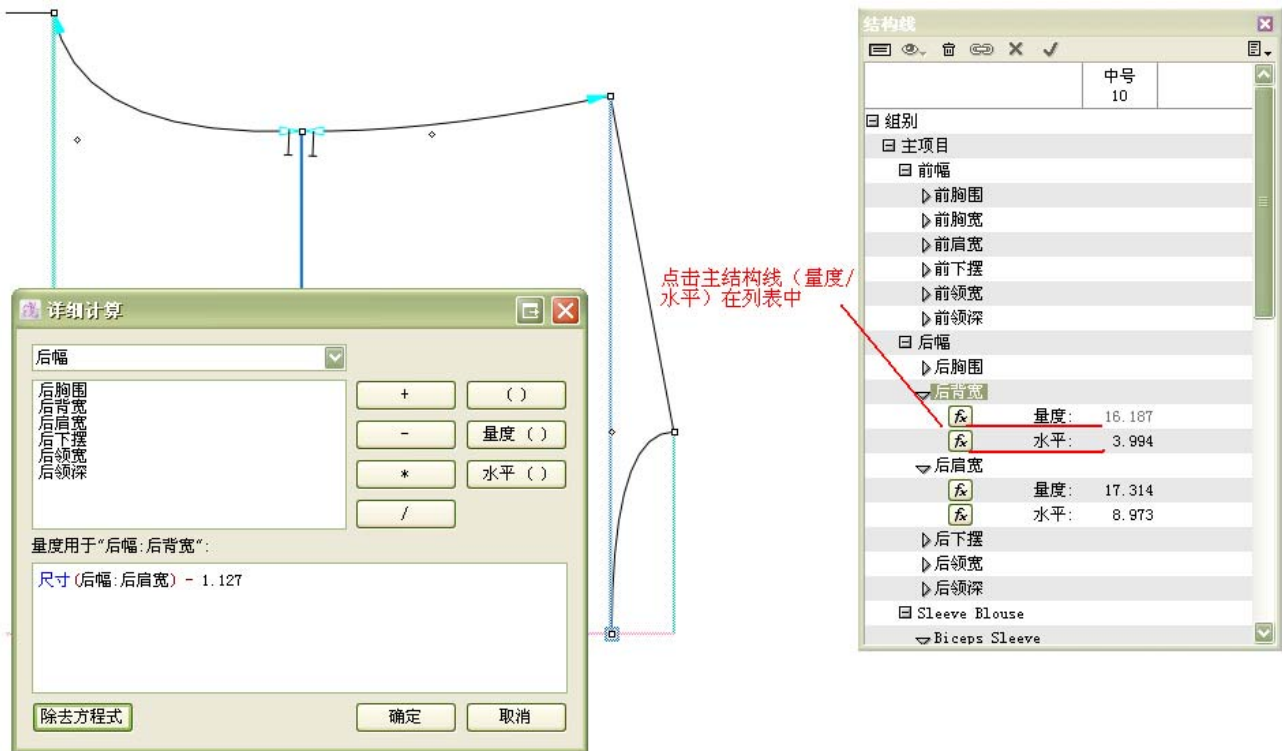 结构线
中号
10
组别
主项目
前幅
前胸围
前胸宽
前肩宽
前下摆
前领宽
前领深
后幅
后胸围
后背宽
fx 量度: 16.187
fx 水平: 3.994
后肩宽
fx 量度: 17.314
fx 水平: 8.973
后下摆
后领宽
后领深
Sleeve Blouse
Biceps Sleeve
点击主结构线（量度/
水平）在列表中
详细计算
后幅
后胸围
后背宽
后肩宽
后下摆
后领宽
后领深
+ ( )
- 量度 ( )
* 水平 ( )
/
量度用于"后幅:后背宽":
尺寸(后幅:后肩宽) - 1.127
除去方程式 确定 取消